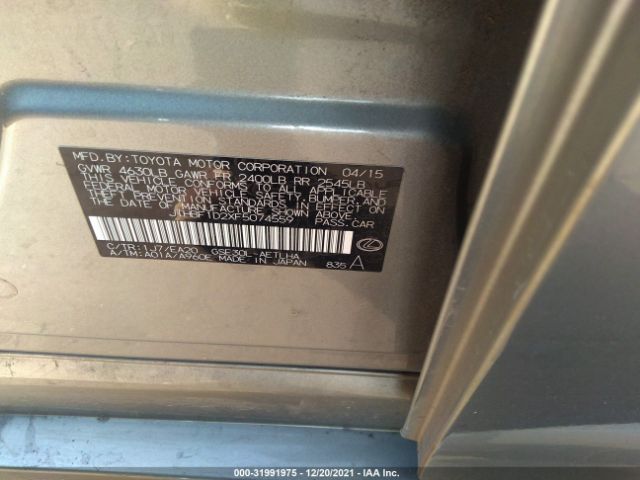 MFD.BY:TOYOTA MOTOR CORPORATION 04/15
GVWR 4630LB GAWR FR 2400LB RR 2545LB
THIS VEHICLE CONFORMS TO ALL APPLICABLE
FEDERAL MOTOR VEHICLE SAFETY, BUMPER AND
THEFT PREVENTION STANDARDS IN EFFECT ON
THE DATE OF MANUFACTURE SHOWN ABOVE.
PASS.CAR
C/TR:1J7/EA20 GSE30L-AETLHA
A/TM:A01A/A960E MADE IN JAPAN 835 A
000-31991975 - 12/20/2021 - IAA Inc.